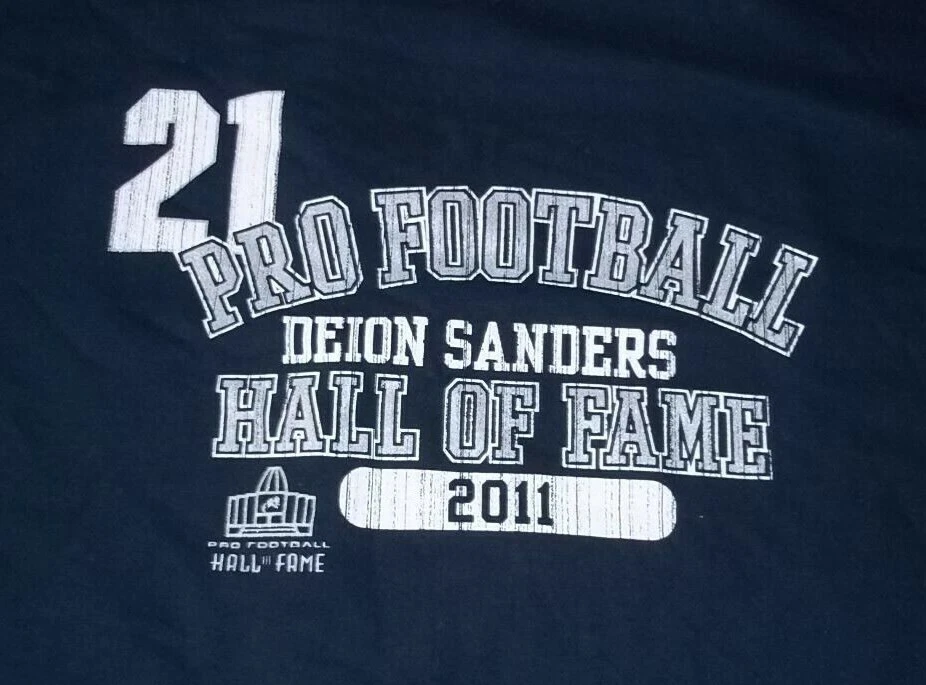 21
PRO FOOTBALL
DEION SANDERS
HALL OF FAME
2011
PRO FOOTBALL
HALL OF FAME